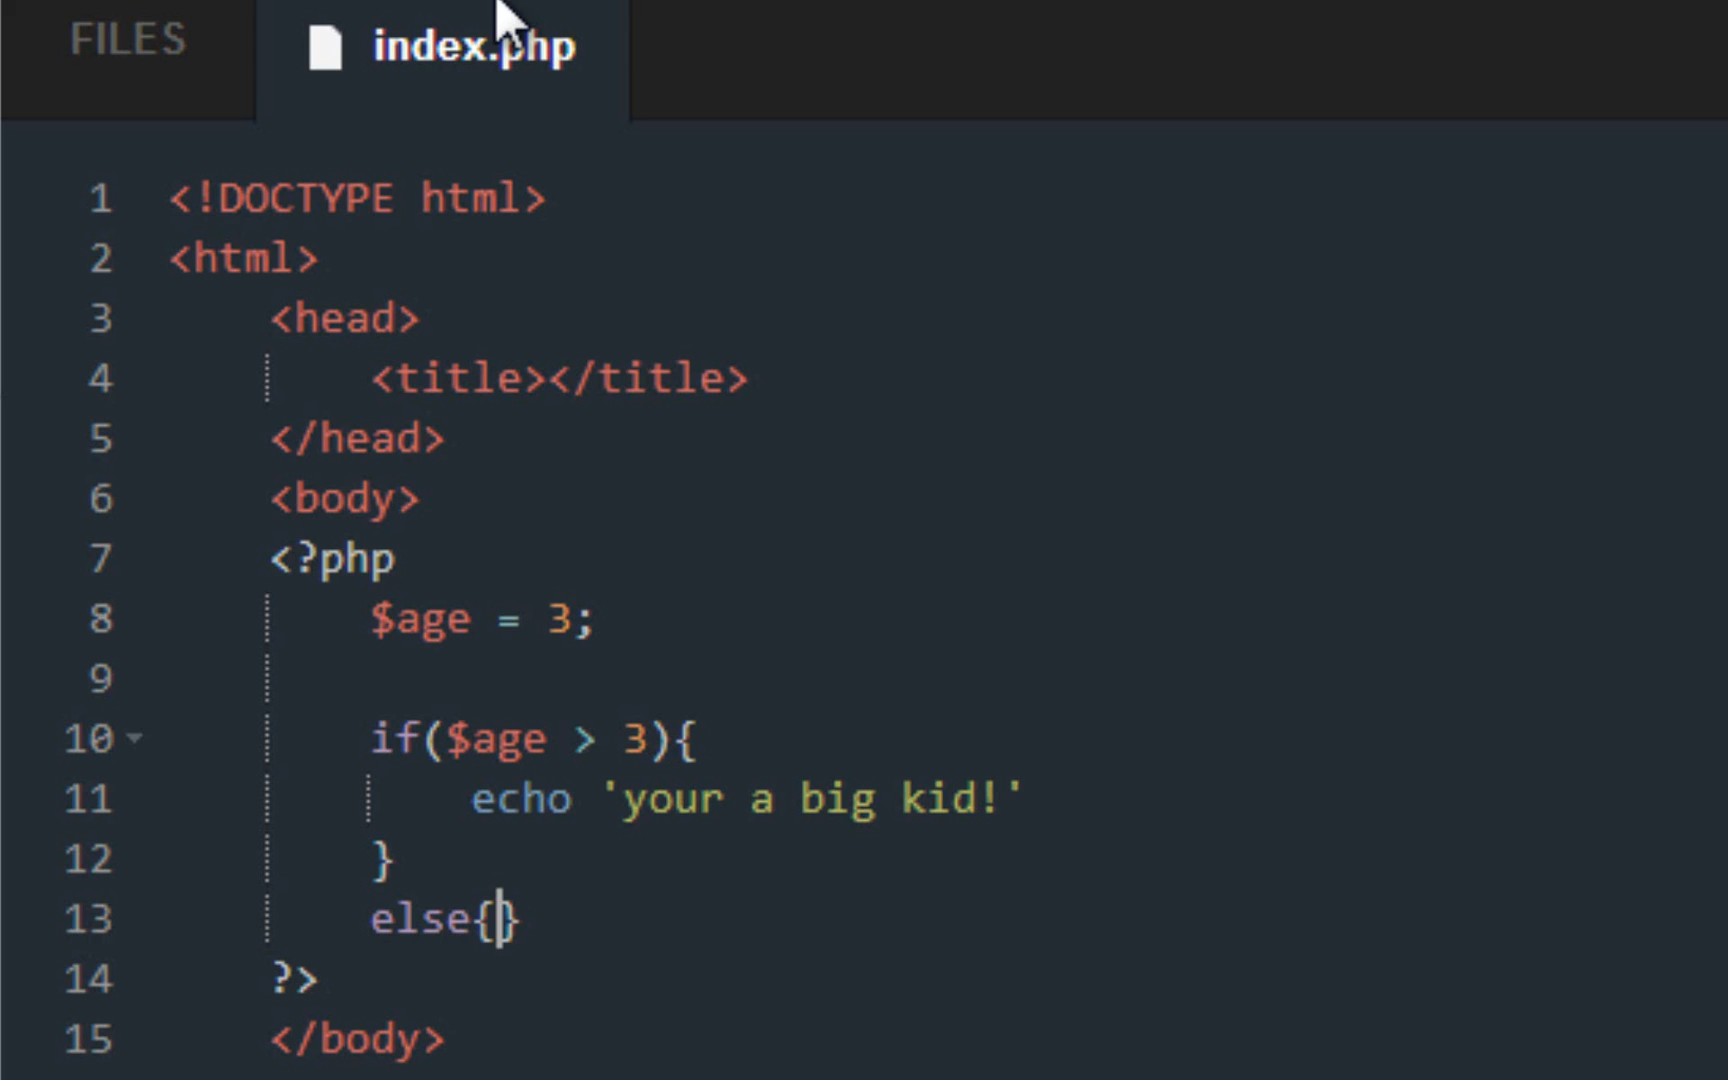 FILES
index.php
1 <!DOCTYPE html>
2 <html>
3 <head>
4 <title></title>
5 </head>
6 <body>
7 <?php
8 $age = 3;
9
10 if($age > 3){
11 echo 'your a big kid!'
12 }
13 else{}
14 ?>
15 </body>